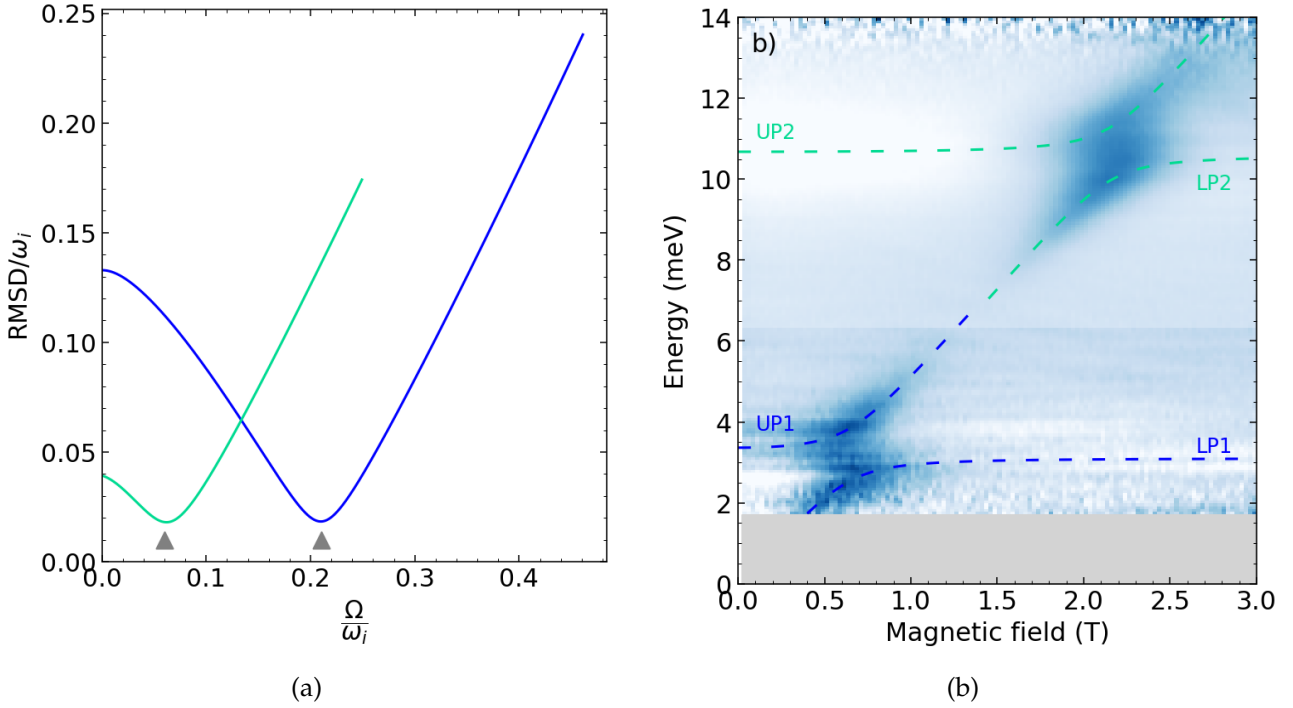 0.25
0.20
0.15
0.10
0.05
0.00
RMSD/ωᵢ
0.0 0.1 0.2 0.3 0.4
Ω
ωᵢ
(a)
b)
14
12
10
8
6
4
2
0
Energy (meV)
UP2
LP2
UP1
LP1
0.0 0.5 1.0 1.5 2.0 2.5 3.0
Magnetic field (T)
(b)